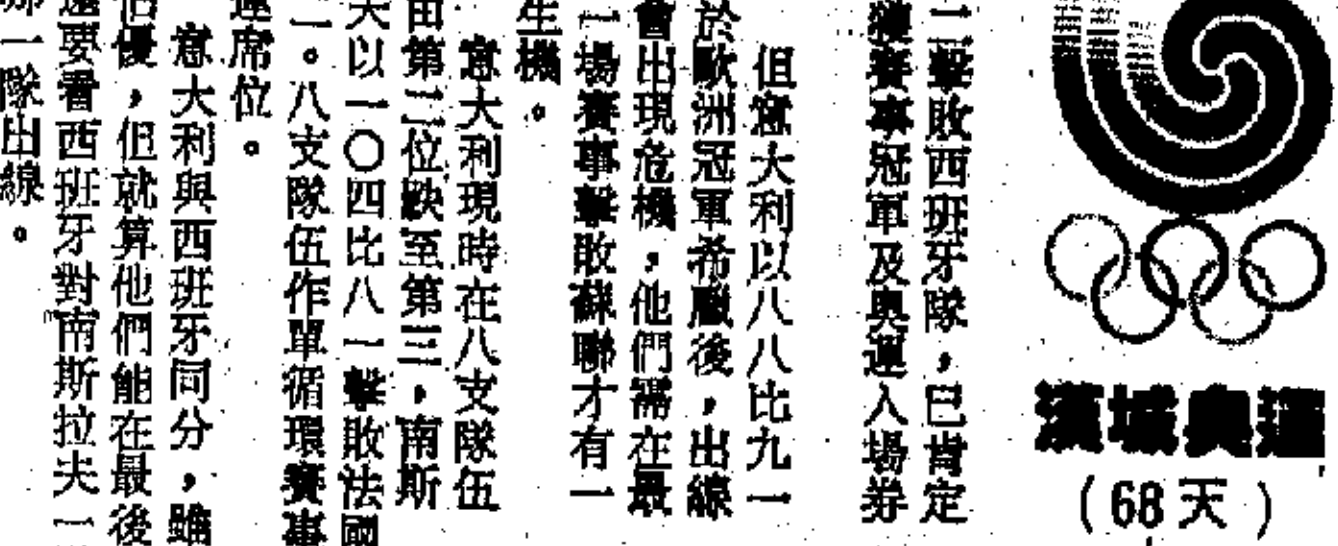 漢城奧運
(68天)
二擊敗西班牙隊，已肯定
獲賽事冠軍及奧運入場券
但意大利以八八比九一
於歐洲冠軍希臘後，出線
會出現危機，他們需在最
一場賽事擊敗蘇聯才有一
生機。
意大利現時在八支隊伍
由第二位跌至第三，南斯
天以一〇四比八一擊敗法國
一。八支隊伍作單循環賽事
席位。
意大利與西班牙同分，雖
佔優，但就算他們能在最後
還要看西班牙對南斯拉夫一
哪一隊出線。